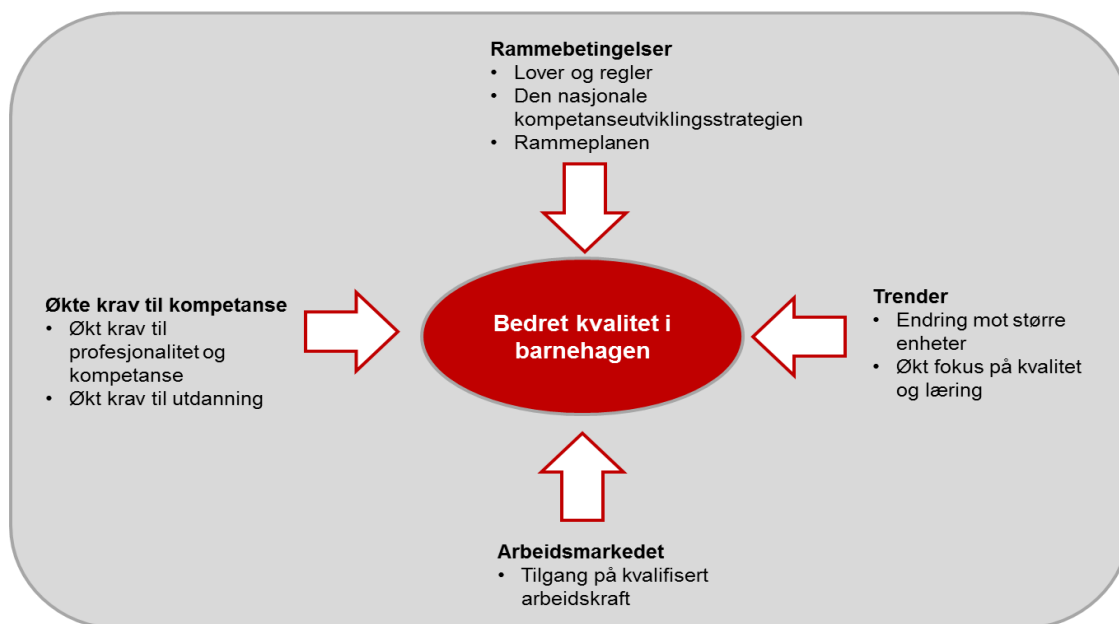 Rammebetingelser
• Lover og regler
• Den nasjonale
kompetanseutviklingsstrategien
• Rammeplanen
Økte krav til kompetanse
• Økt krav til
profesjonalitet og
kompetanse
• Økt krav til utdanning
Bedret kvalitet i
barnehagen
Trender
• Endring mot større
enheter
• Økt fokus på kvalitet
og læring
Arbeidsmarkedet
• Tilgang på kvalifisert
arbeidskraft